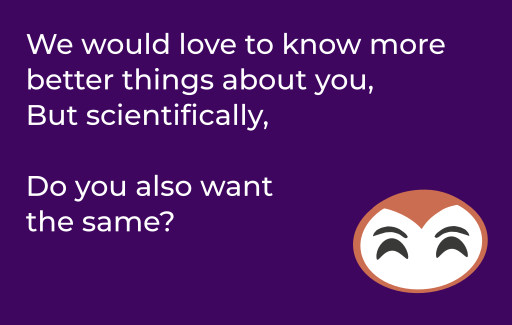 We would love to know more
better things about you,
But scientifically,
Do you also want
the same?